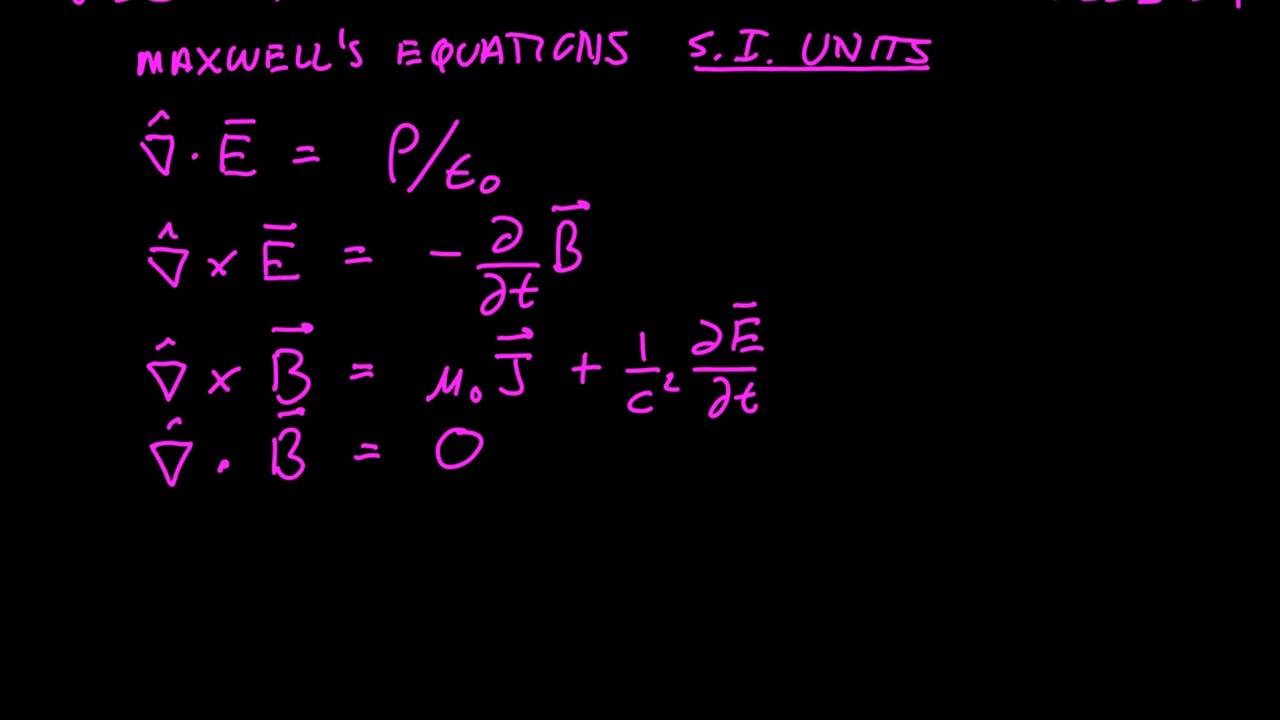 MAXWELL'S EQUATIONS S.I. UNITS
∇̂ · E̅ = ρ/ε₀
∇̂ × E̅ = - ∂/∂t B⃗
∇̂ × B⃗ = μ₀ J⃗ + 1/c² ∂E̅/∂t
∇̂ · B⃗ = 0